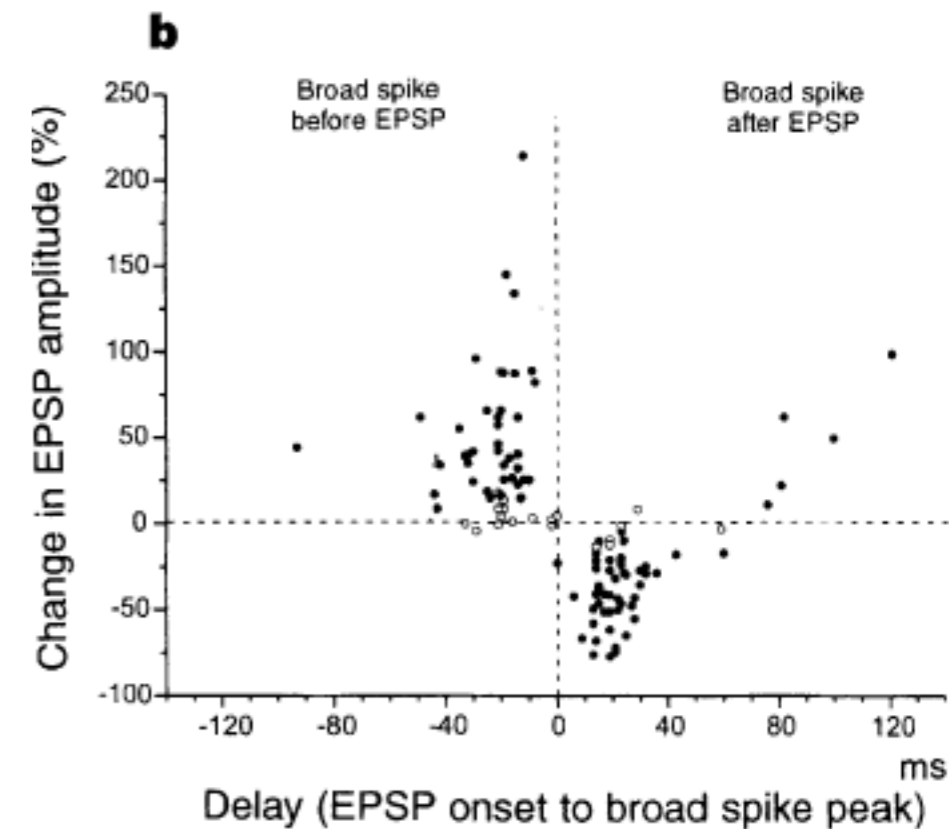 b
Broad spike
before EPSP
Broad spike
after EPSP
Change in EPSP amplitude (%)
250
200
150
100
50
0
-50
-100
-120
-80
-40
0
40
80
120
ms
Delay (EPSP onset to broad spike peak)